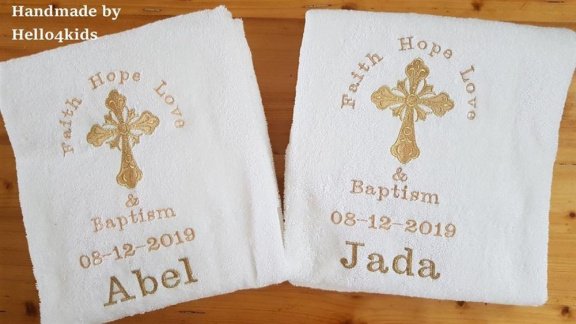 Handmade by
Hello4kids
Faith Hope Love
&
Baptism
08-12-2019
Abel
Faith Hope Love
&
Baptism
08-12-2019
Jada